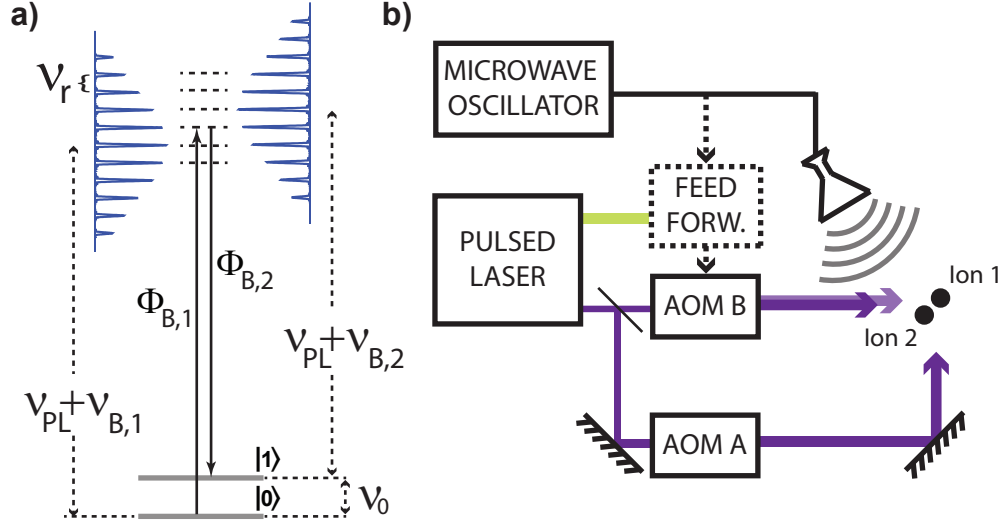 a)
ν_r
Φ_B,1
Φ_B,2
ν_PL+ν_B,1
ν_PL+ν_B,2
|1⟩
|0⟩
ν_0
b)
MICROWAVE
OSCILLATOR
FEED
FORW.
PULSED
LASER
AOM B
Ion 1
Ion 2
AOM A